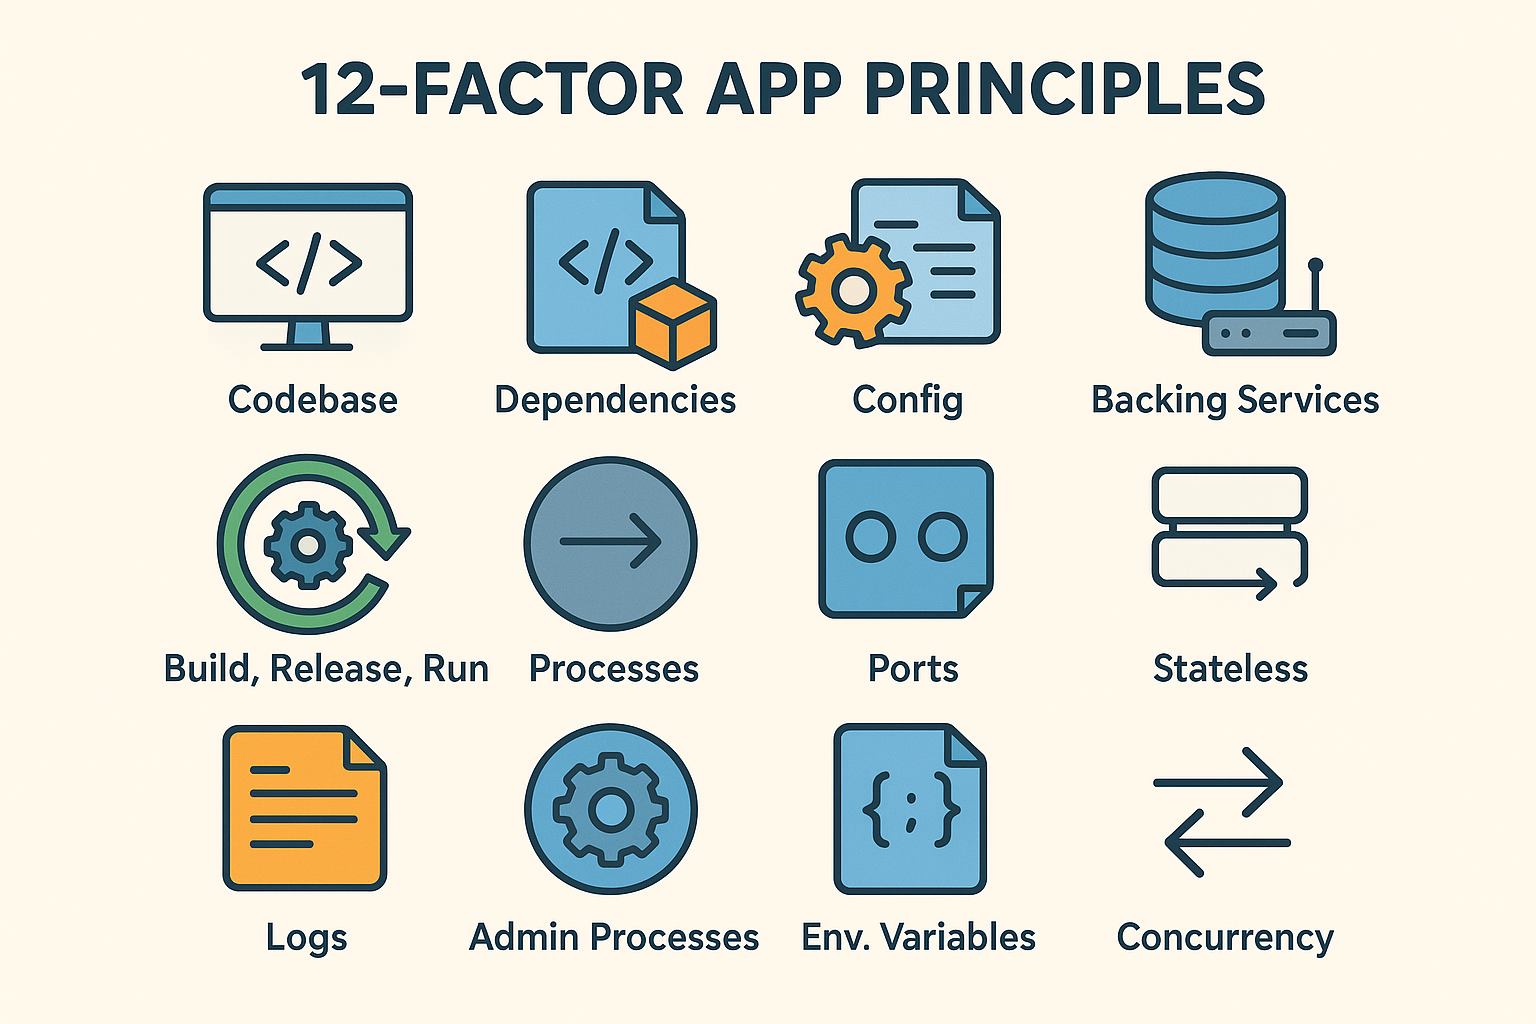 12-FACTOR APP PRINCIPLES
</>
Codebase
</>
Dependencies
Config
Backing Services
Build, Release, Run
Processes
Ports
Stateless
Logs
Admin Processes
{;}
Env. Variables
Concurrency